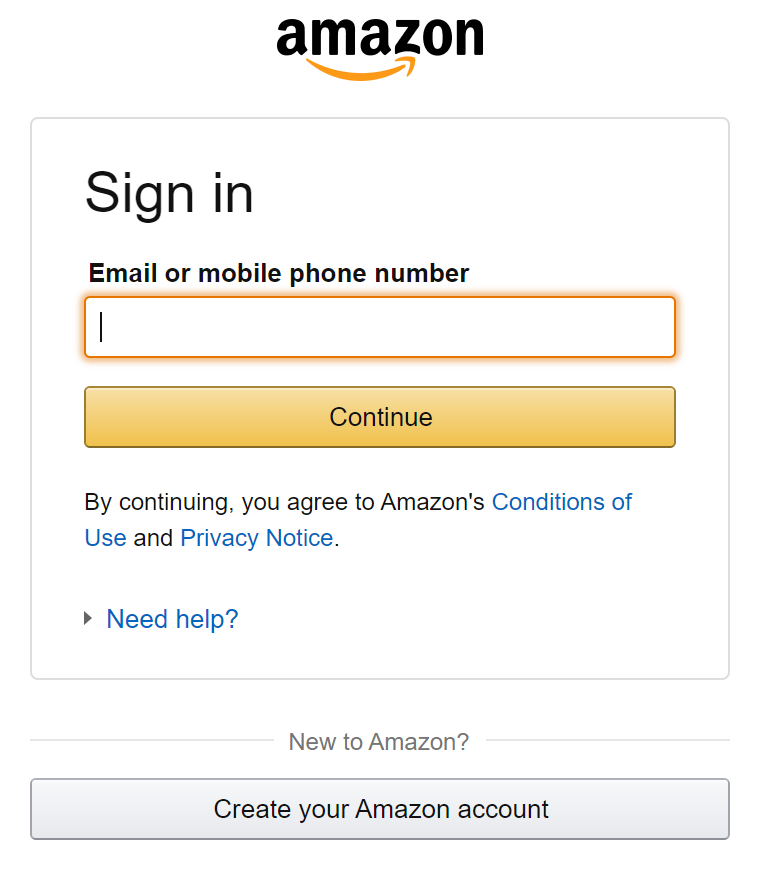 amazon
Sign in
Email or mobile phone number
Continue
By continuing, you agree to Amazon's Conditions of
Use and Privacy Notice.
Need help?
New to Amazon?
Create your Amazon account